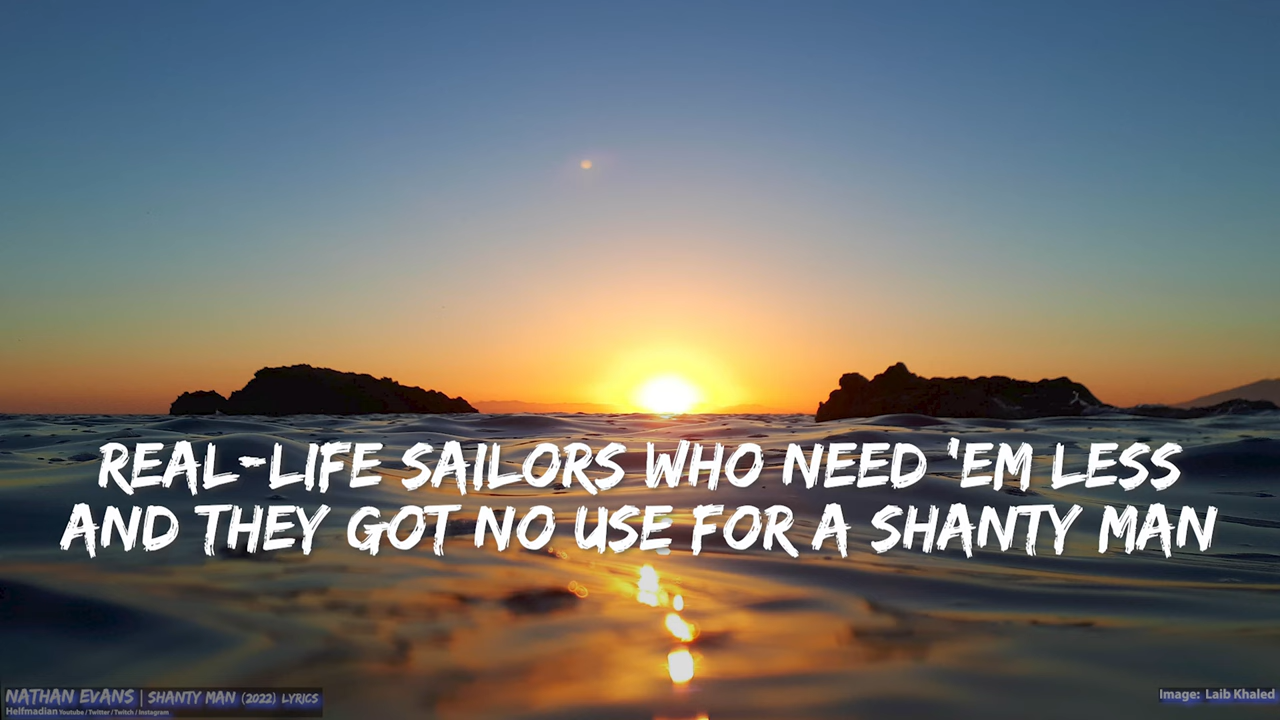 REAL-LIFE SAILORS WHO NEED 'EM LESS
AND THEY GOT NO USE FOR A SHANTY MAN
NATHAN EVANS | SHANTY MAN (2022) LYRICS
Helfmadian Youtube / Twitter / Twitch / Instagram
Image: Laib Khaled